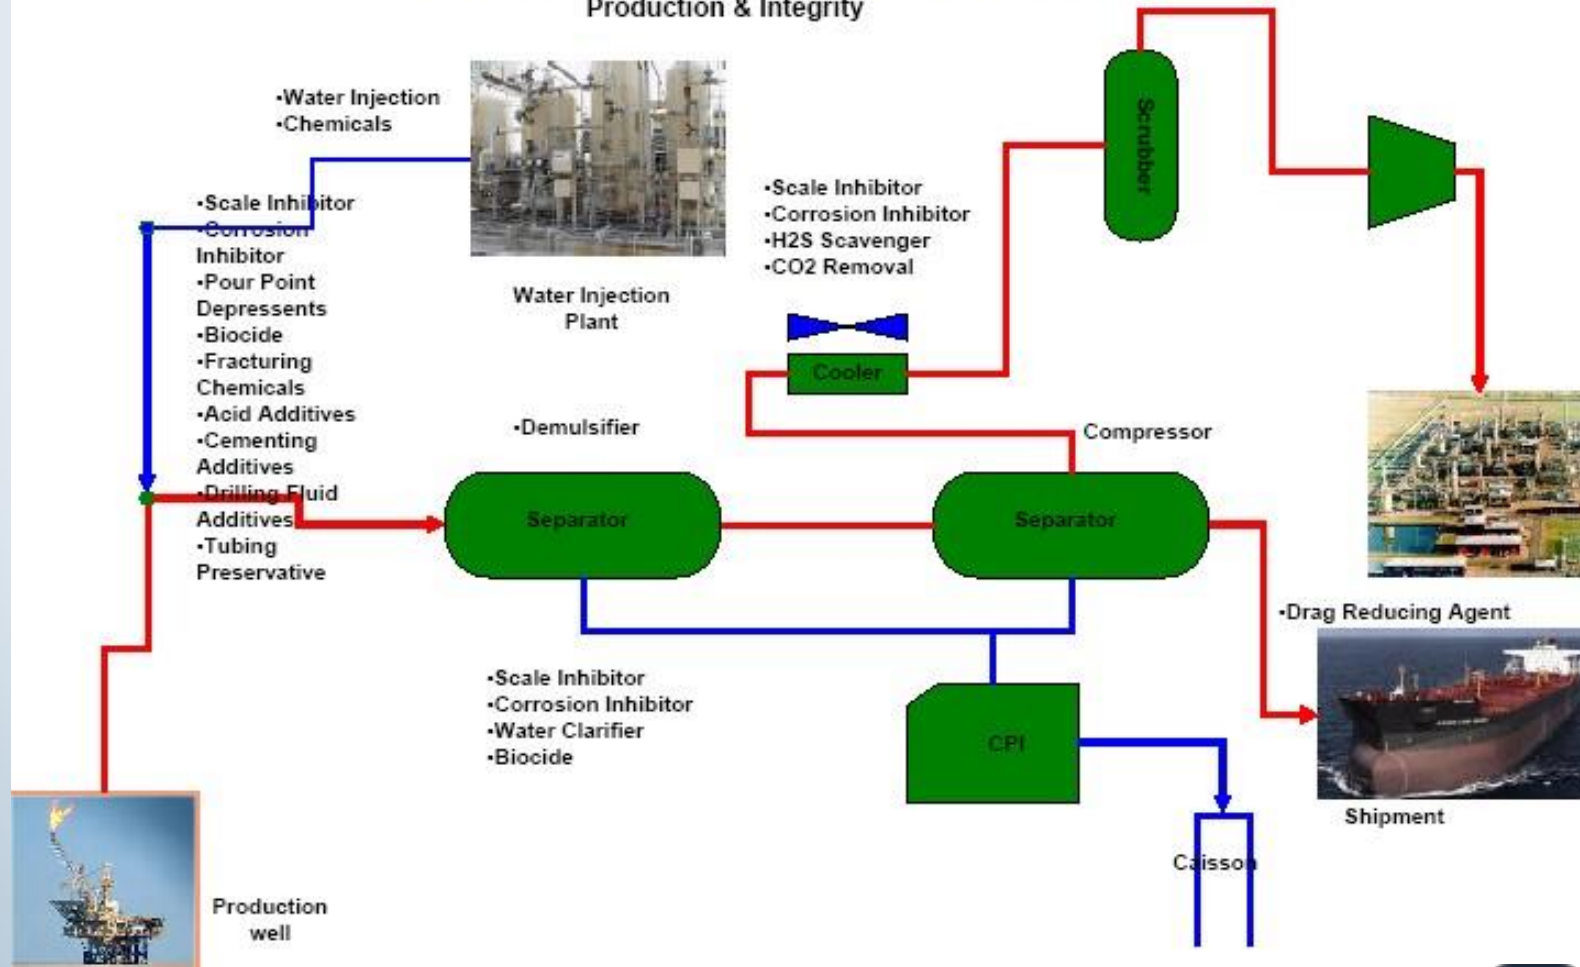 Production & Integrity
•Water Injection
•Chemicals
•Scale Inhibitor
•Corrosion
Inhibitor
•Pour Point
Depressents
•Biocide
•Fracturing
Chemicals
•Acid Additives
•Cementing
Additives
•Drilling Fluid
Additives
•Tubing
Preservative
Water Injection
Plant
•Scale Inhibitor
•Corrosion Inhibitor
•H2S Scavenger
•CO2 Removal
Scrubber
Cooler
•Demulsifier
Compressor
Separator
Separator
•Drag Reducing Agent
•Scale Inhibitor
•Corrosion Inhibitor
•Water Clarifier
•Biocide
CPI
Shipment
Caisson
Production
well